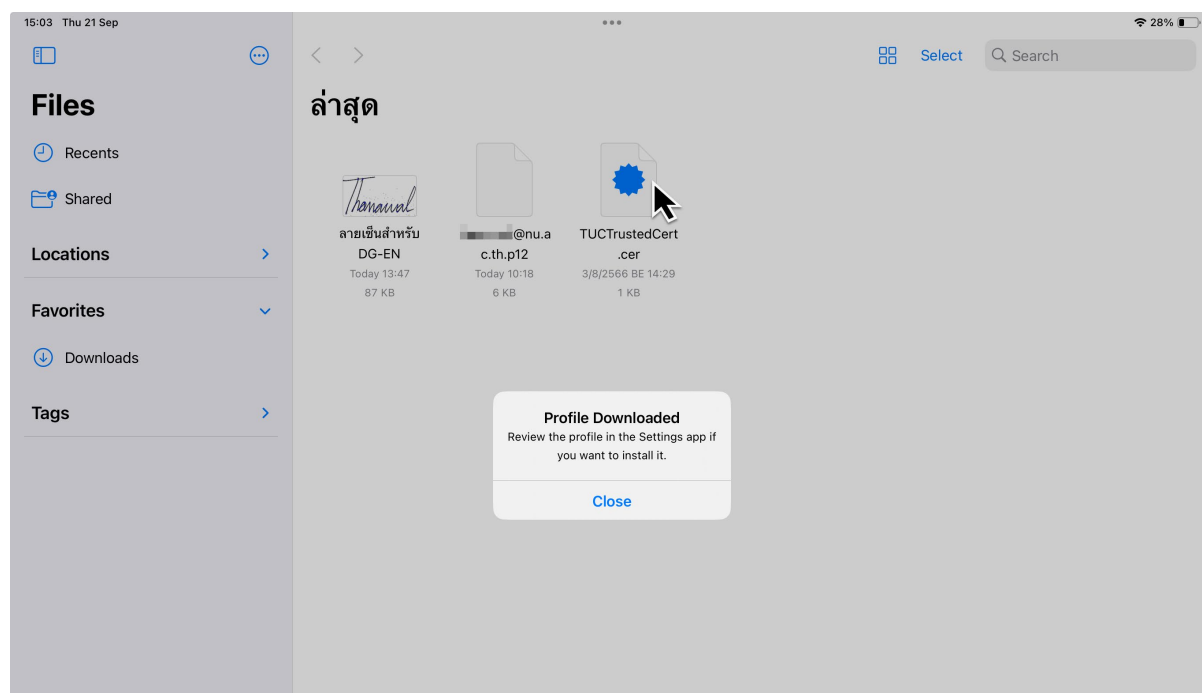 15:03 Thu 21 Sep
28%
Files
Recents
Shared
Locations
Favorites
Downloads
Tags
Select
Search
ล่าสุด
Thanawal
ลายเซ็นสำหรับ
DG-EN
Today 13:47
87 KB
@nu.a
c.th.p12
Today 10:18
6 KB
TUCTrustedCert
.cer
3/8/2566 BE 14:29
1 KB
Profile Downloaded
Review the profile in the Settings app if
you want to install it.
Close